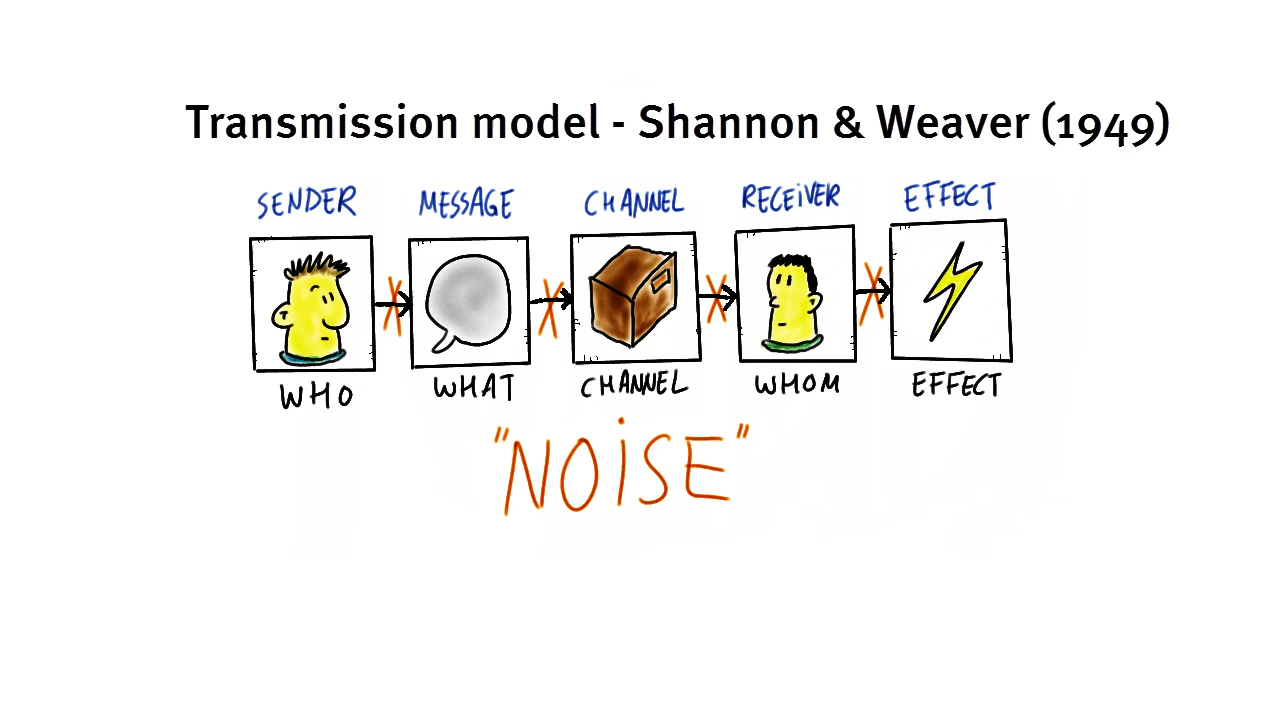 Transmission model - Shannon & Weaver (1949)
SENDER MESSAGE CHANNEL RECEIVER EFFECT
WHO WHAT CHANNEL WHOM EFFECT
"NOISE"